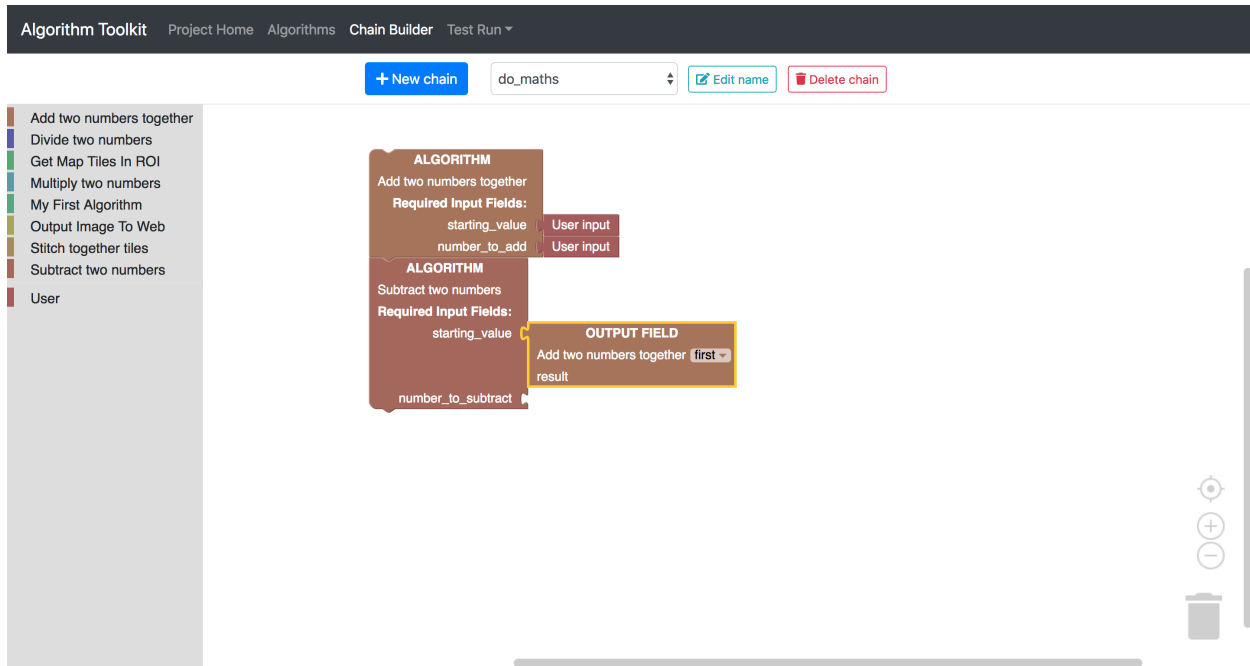 Algorithm Toolkit Project Home Algorithms Chain Builder Test Run
New chain do_maths Edit name Delete chain
Add two numbers together
Divide two numbers
Get Map Tiles In ROI
Multiply two numbers
My First Algorithm
Output Image To Web
Stitch together tiles
Subtract two numbers
User
ALGORITHM
Add two numbers together
Required Input Fields:
starting_value User input
number_to_add User input
ALGORITHM
Subtract two numbers
Required Input Fields:
starting_value
OUTPUT FIELD
Add two numbers together first
result
number_to_subtract